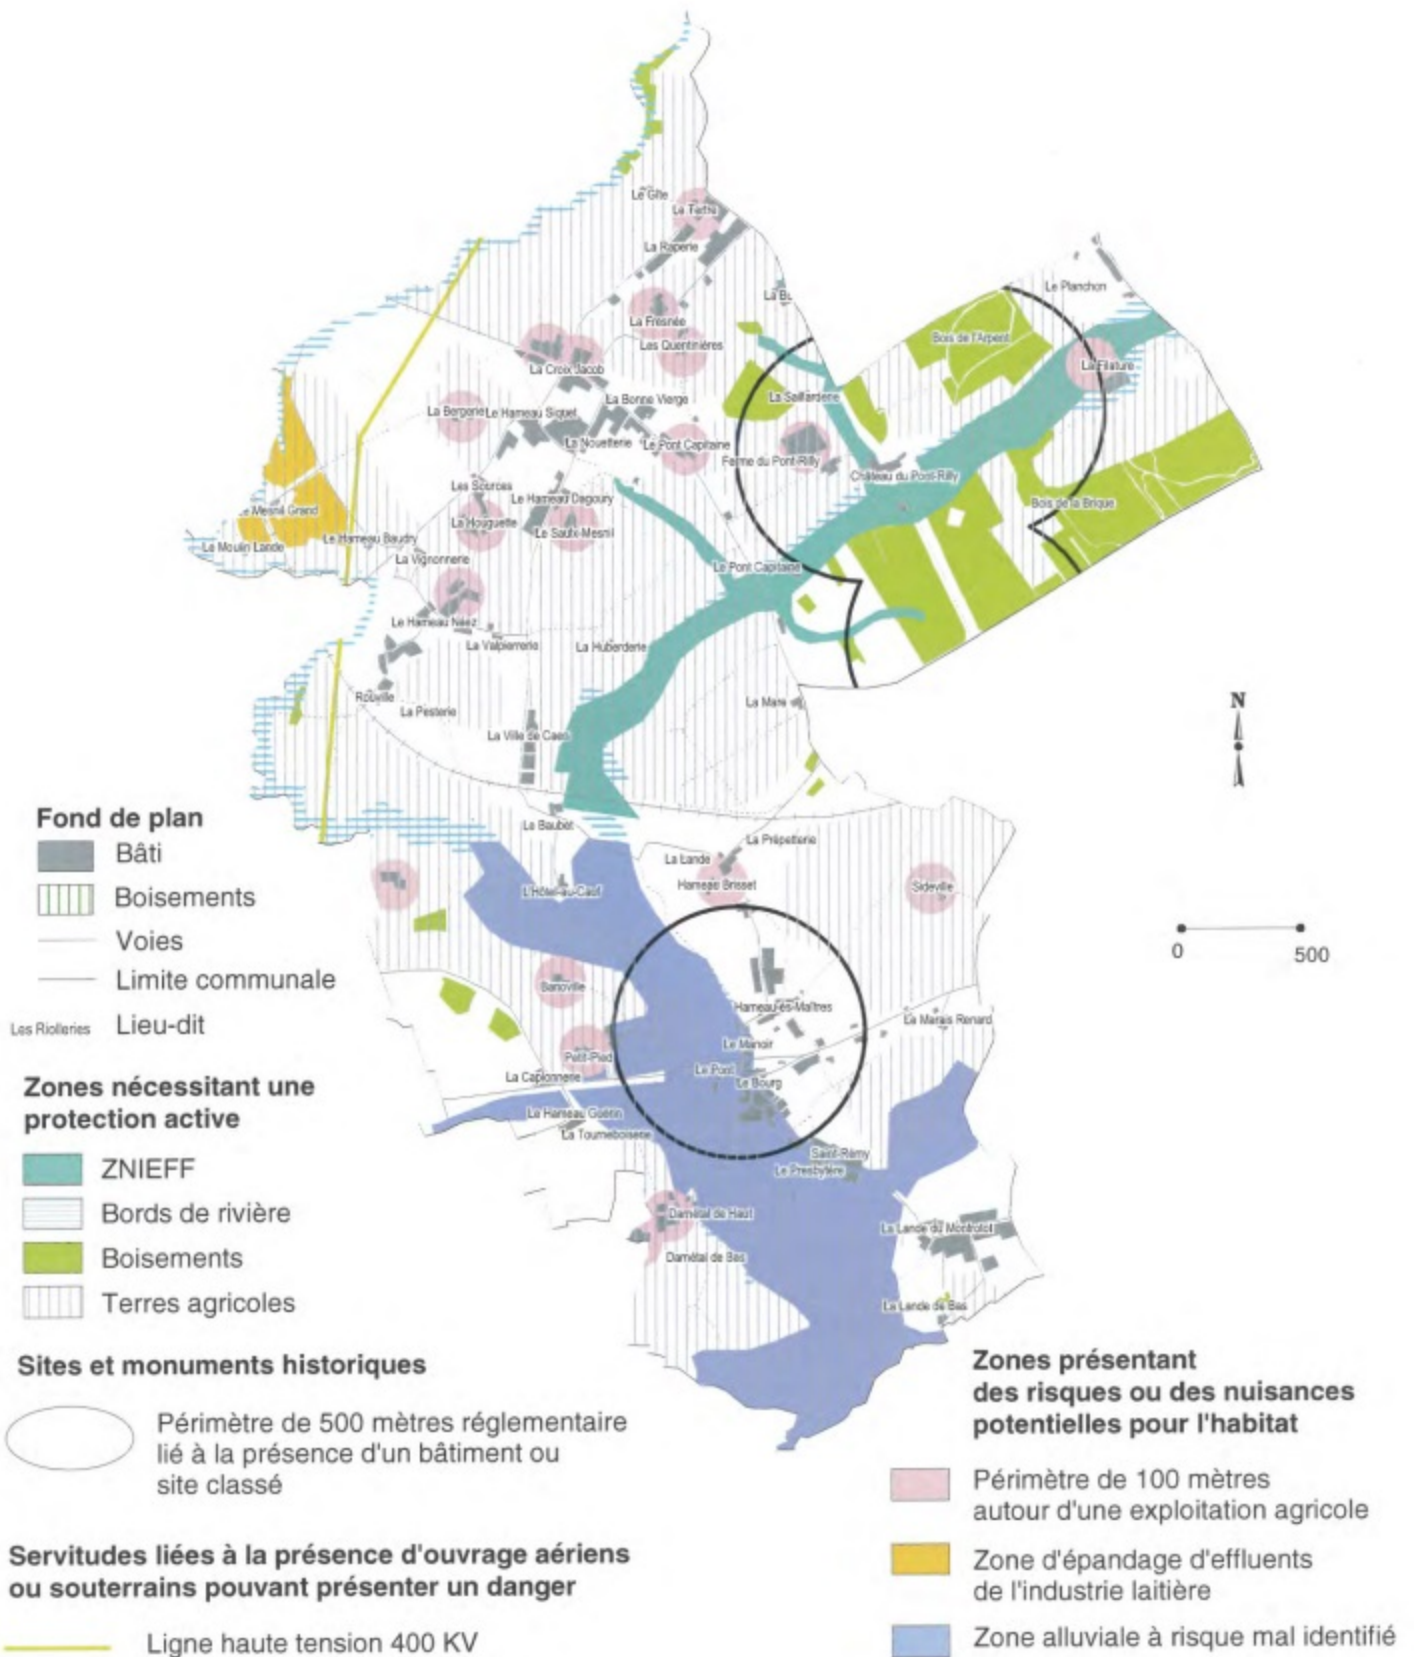 Le Gîte
La Tertre
La Raperie
La Fresnée
Les Quentinières
La Croix Jacob
La Bergerie
Le Hameau Siquet
La Bonne Vierge
La Nouetterie
Le Pont Capitaine
Le Planchon
Bois de l'Arpent
La Filature
La Saillarderie
Ferme du Pont-Rilly
Château du Pont-Rilly
Bois de la Brique
Les Sources
Le Hameau Dagoury
La Houguette
Le Saulx-Mesnil
Le Mesnil Grand
Le Moulin Lande
Le Hameau Baudry
La Vignonnerie
Le Pont Capitaine
Le Hameau Néez
La Valpierrerie
La Huberderie
Rouville
La Pesterie
La Mare
La Ville de Caen
N
Le Baubet
La Prépetterie
La Lande
Hameau Brisset
Sideville
L'Hôtel-au-Cauf
0 500
Banoville
Hameau-ès-Maîtres
La Marais Renard
Petit-Pied
Le Manoir
La Caplonnerie
Le Pont
Le Bourg
Le Hameau Guérin
La Tourneboiserie
Saint-Rémy
Le Presbytère
Damétal de Haut
La Lande du Montrotot
Damétal de Bas
La Lande de Bas
Fond de plan
Bâti
Boisements
Voies
Limite communale
Les Riolleries Lieu-dit
Zones nécessitant une
protection active
ZNIEFF
Bords de rivière
Boisements
Terres agricoles
Sites et monuments historiques
Périmètre de 500 mètres réglementaire
lié à la présence d'un bâtiment ou
site classé
Servitudes liées à la présence d'ouvrage aériens
ou souterrains pouvant présenter un danger
Ligne haute tension 400 KV
Zones présentant
des risques ou des nuisances
potentielles pour l'habitat
Périmètre de 100 mètres
autour d'une exploitation agricole
Zone d'épandage d'effluents
de l'industrie laitière
Zone alluviale à risque mal identifié